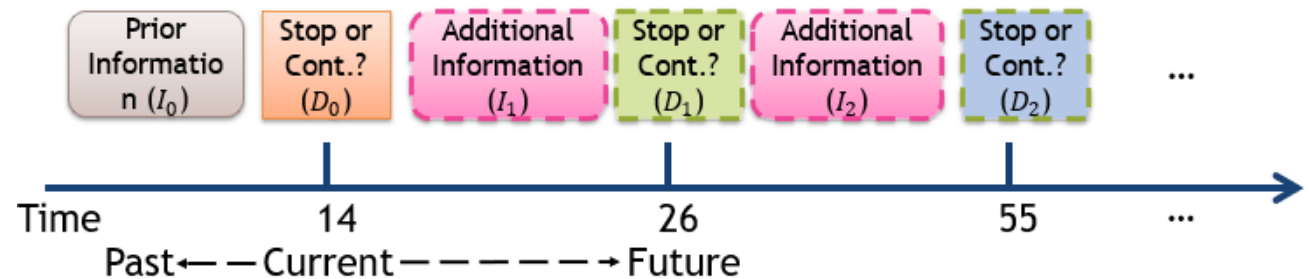 Prior
Informatio
n (I₀)
Stop or
Cont.?
(D₀)
Additional
Information
(I₁)
Stop or
Cont.?
(D₁)
Additional
Information
(I₂)
Stop or
Cont.?
(D₂)
...
Time
14
26
55
...
Past
Current
Future